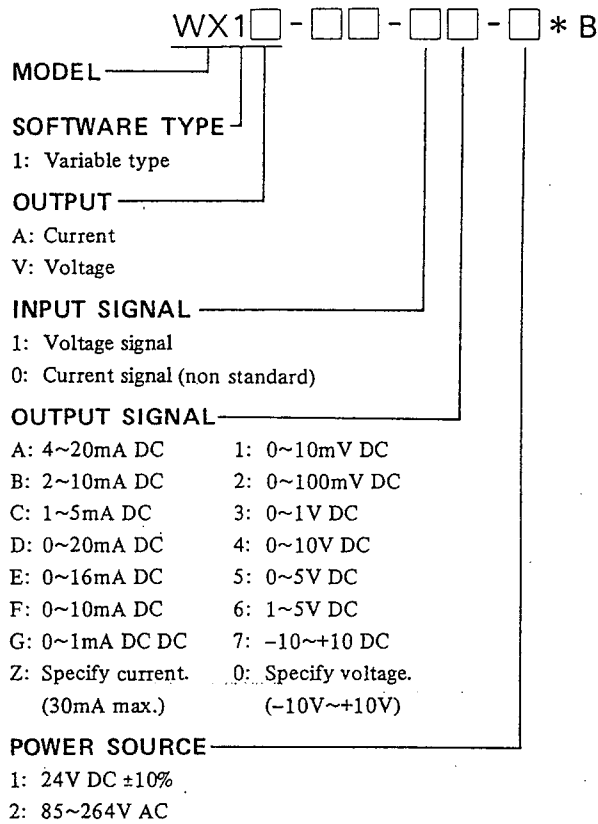 WX1□-□□-□□-□*B
MODEL
SOFTWARE TYPE
1: Variable type
OUTPUT
A: Current
V: Voltage
INPUT SIGNAL
1: Voltage signal
0: Current signal (non standard)
OUTPUT SIGNAL
A: 4~20mA DC 1: 0~10mV DC
B: 2~10mA DC 2: 0~100mV DC
C: 1~5mA DC 3: 0~1V DC
D: 0~20mA DC 4: 0~10V DC
E: 0~16mA DC 5: 0~5V DC
F: 0~10mA DC 6: 1~5V DC
G: 0~1mA DC DC 7: -10~+10 DC
Z: Specify current. 0: Specify voltage.
(30mA max.) (-10V~+10V)
POWER SOURCE
1: 24V DC ±10%
2: 85~264V AC